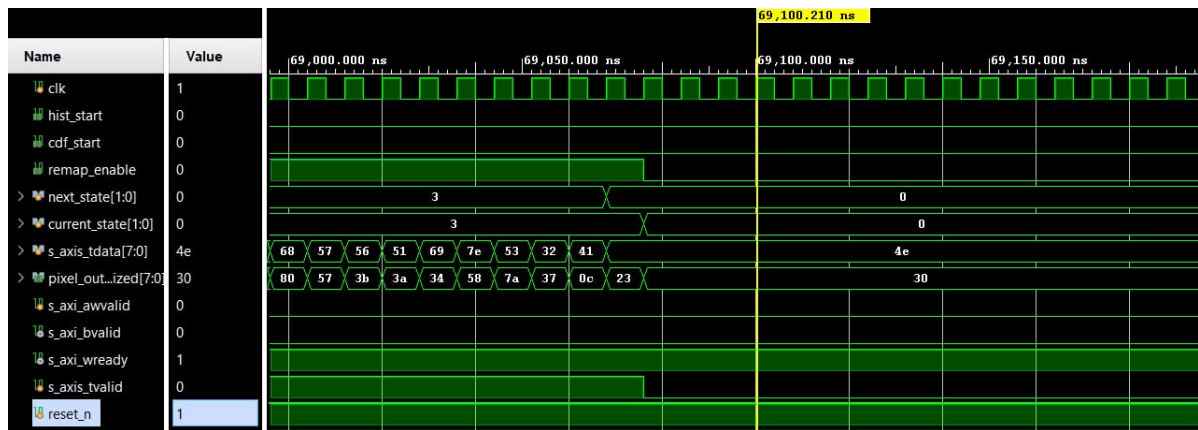 69,100.210 ns
Name Value
69,000.000 ns 69,050.000 ns 69,100.000 ns 69,150.000 ns
clk 1
hist_start 0
cdf_start 0
remap_enable 0
next_state[1:0] 0 3 0
current_state[1:0] 0 3 0
s_axis_tdata[7:0] 4e 68 57 56 51 69 7e 53 32 41 4e
pixel_out...ized[7:0] 30 80 57 3b 3a 34 58 7a 37 0c 23 30
s_axi_awvalid 0
s_axi_bvalid 0
s_axi_wready 1
s_axis_tvalid 0
reset_n 1